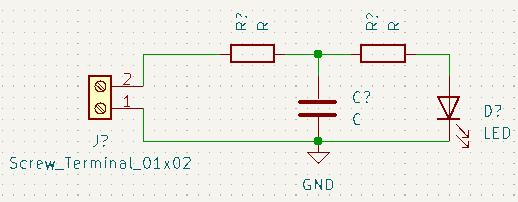 R?
R
R?
R
2
1
J?
Screw_Terminal_01x02
C?
C
D?
LED
GND